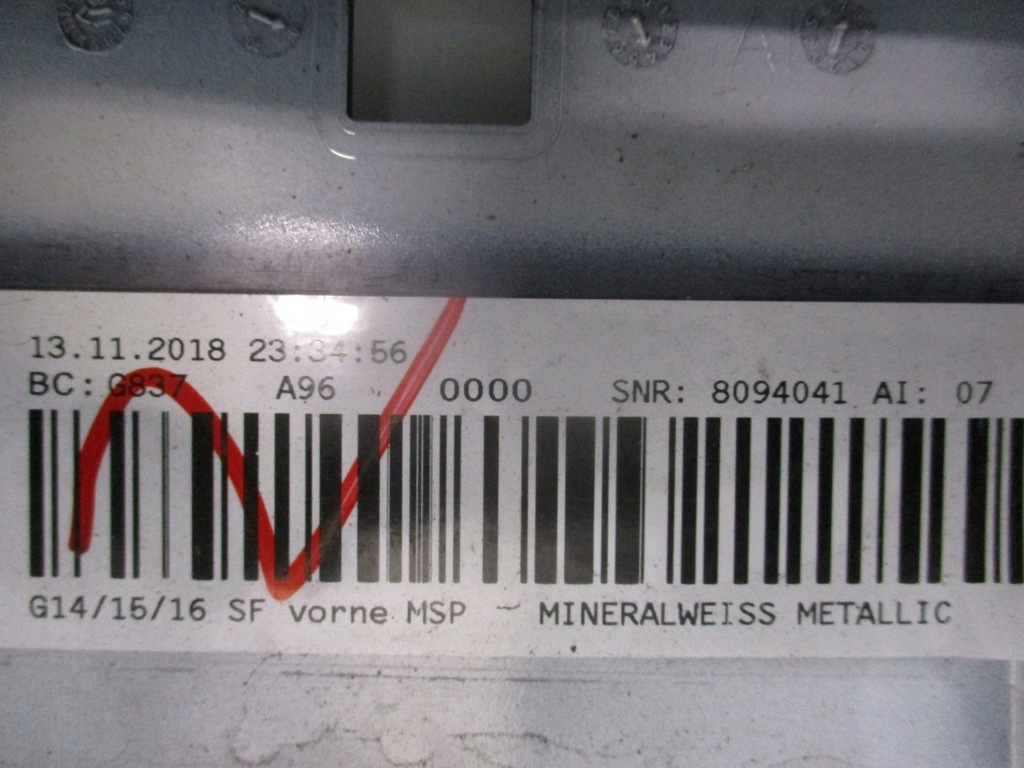 13.11.2018 23:34:56
BC: G837 A96 0000 SNR: 8094041 AI: 07
G14/15/16 SF vorne MSP - MINERALWEISS METALLIC